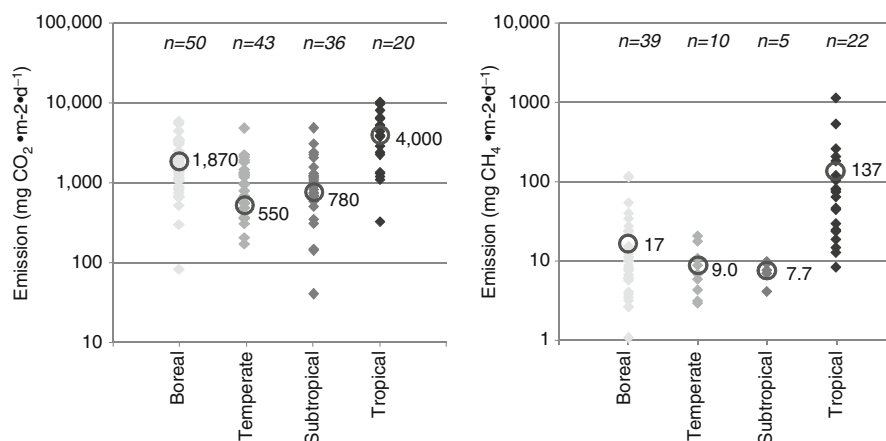 100,000
10,000
1,000
100
10
Emission (mg CO₂ •m-2•d⁻¹)
n=50 n=43 n=36 n=20
1,870
550
780
4,000
Boreal
Temperate
Subtropical
Tropical
10,000
1000
100
10
1
Emission (mg CH₄ •m-2•d⁻¹)
n=39 n=10 n=5 n=22
17
9.0
7.7
137
Boreal
Temperate
Subtropical
Tropical